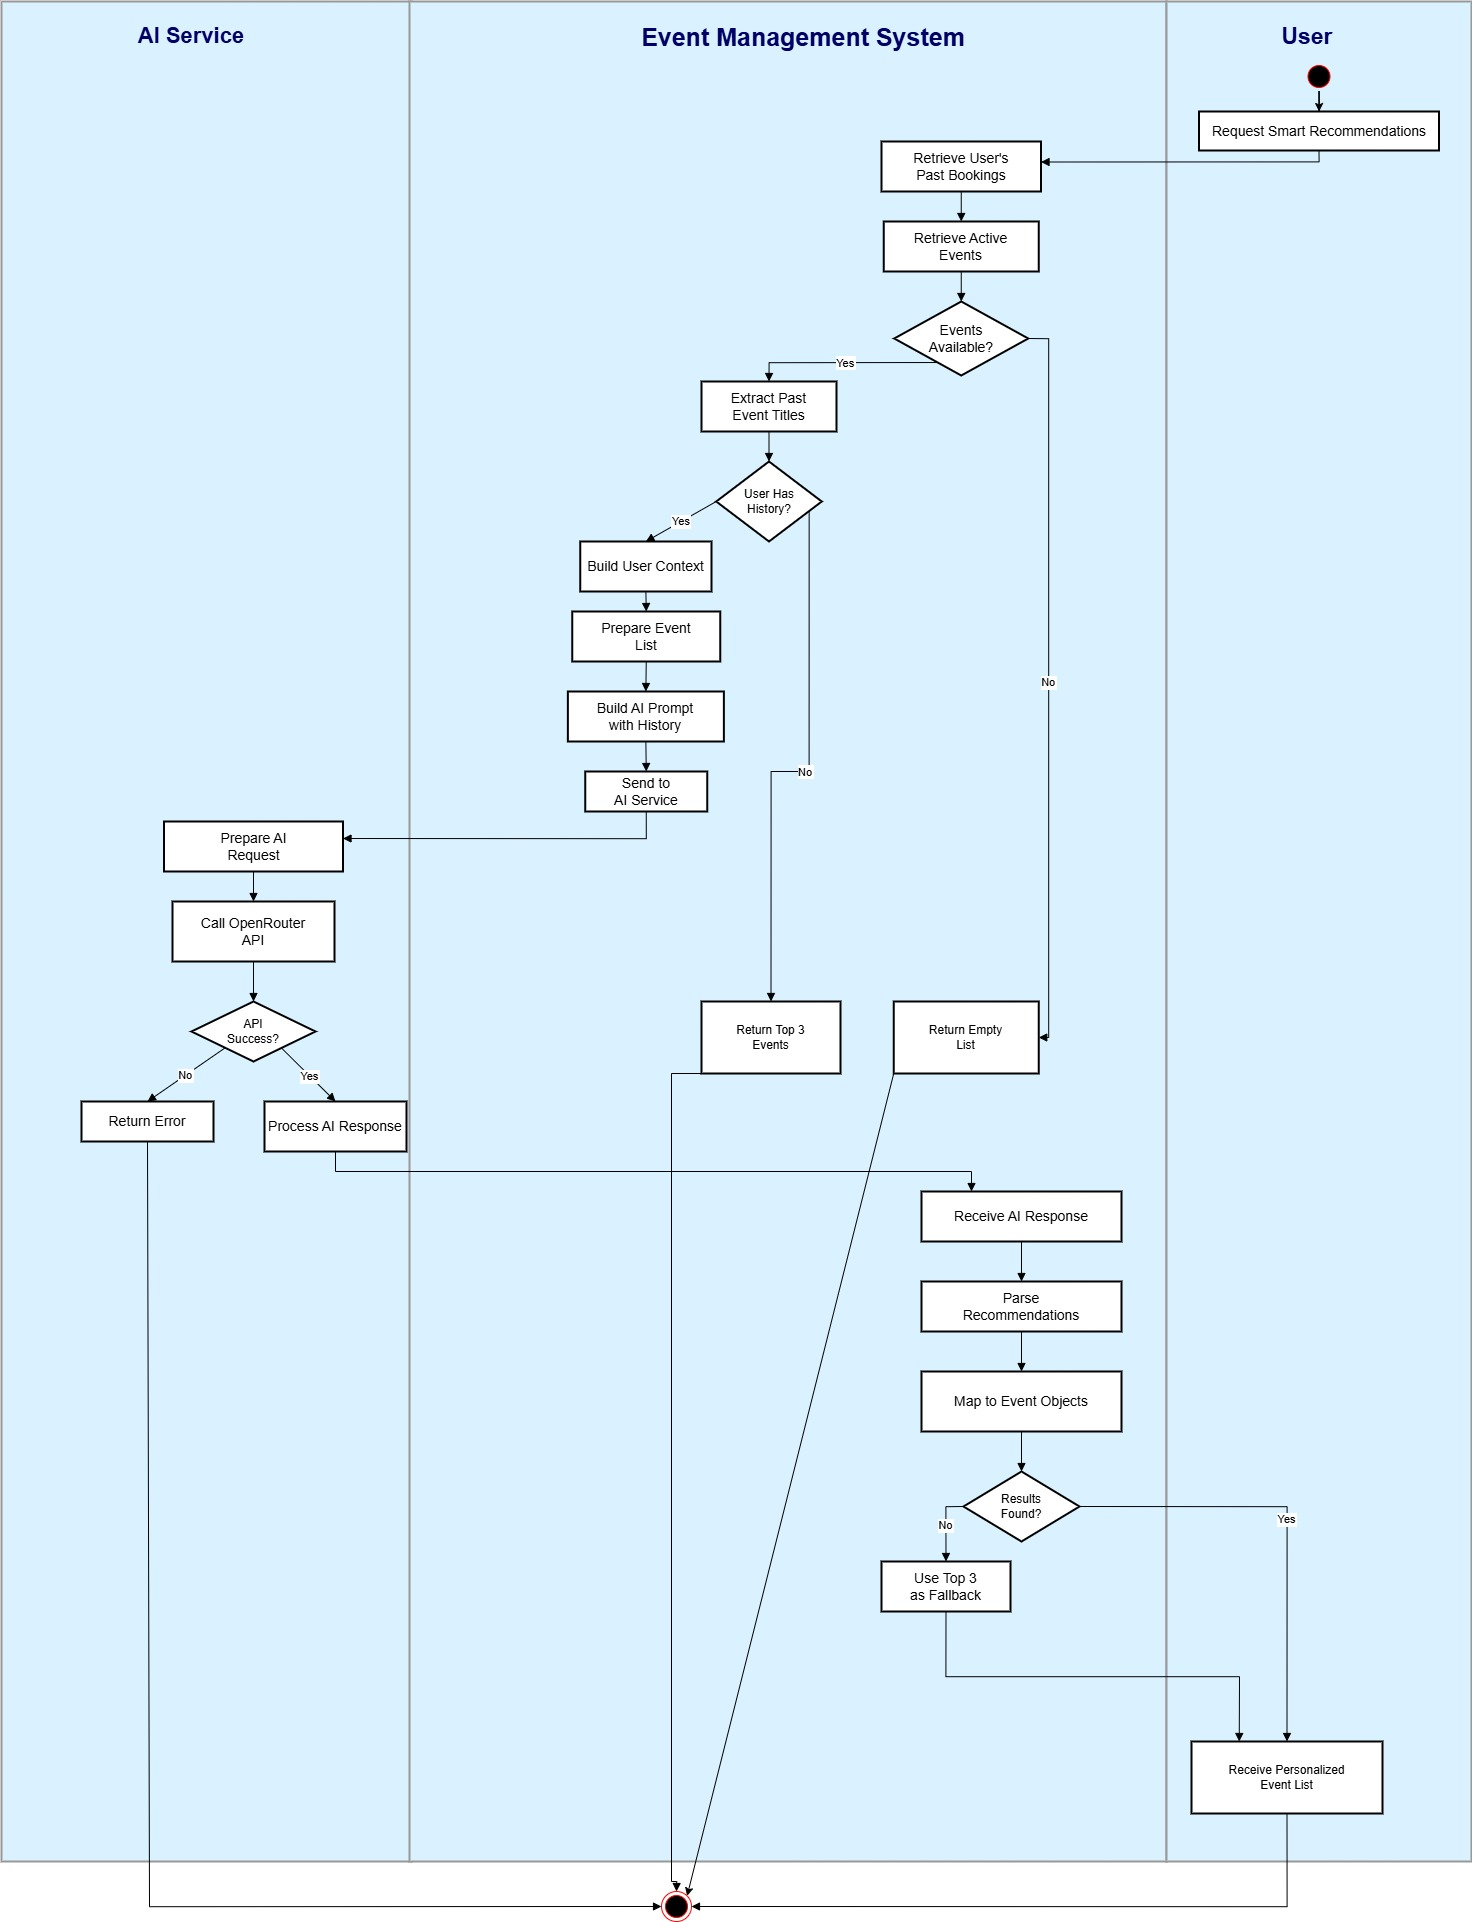 AI Service
Event Management System
User
Request Smart Recommendations
Retrieve User's
Past Bookings
Retrieve Active
Events
Events
Available?
Yes
Extract Past
Event Titles
User Has
History?
Yes
Build User Context
Prepare Event
List
No
Build AI Prompt
with History
No
Send to
AI Service
Prepare AI
Request
Call OpenRouter
API
API
Success?
Return Top 3
Events
Return Empty
List
No
Yes
Return Error
Process AI Response
Receive AI Response
Parse
Recommendations
Map to Event Objects
Results
Found?
No
Yes
Use Top 3
as Fallback
Receive Personalized
Event List